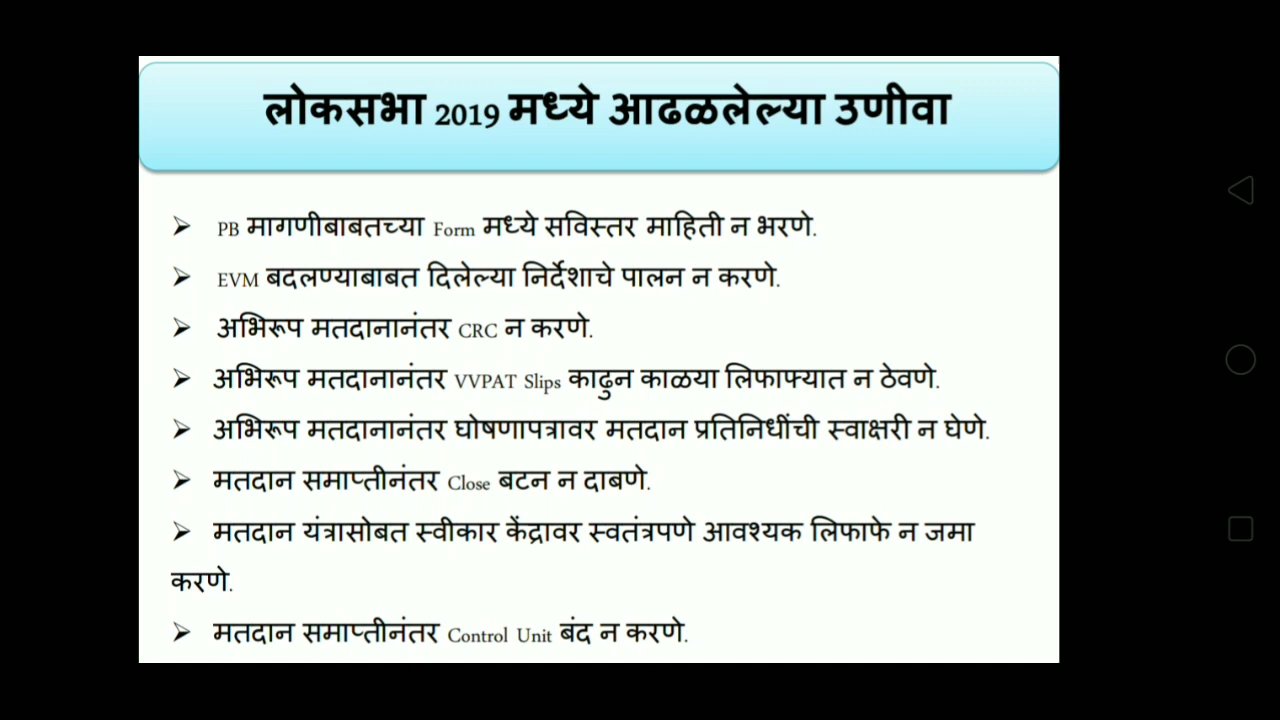 लोकसभा 2019 मध्ये आढळलेल्या उणीवा
➢ PB मागणीबाबतच्या Form मध्ये सविस्तर माहिती न भरणे.
➢ EVM बदलण्याबाबत दिलेल्या निर्देशाचे पालन न करणे.
➢ अभिरूप मतदानानंतर CRC न करणे.
➢ अभिरूप मतदानानंतर VVPAT Slips काढुन काळया लिफाफ्यात न ठेवणे.
➢ अभिरूप मतदानानंतर घोषणापत्रावर मतदान प्रतिनिधींची स्वाक्षरी न घेणे.
➢ मतदान समाप्तीनंतर Close बटन न दाबणे.
➢ मतदान यंत्रासोबत स्वीकार केंद्रावर स्वतंत्रपणे आवश्यक लिफाफे न जमा
करणे.
➢ मतदान समाप्तीनंतर Control Unit बंद न करणे.